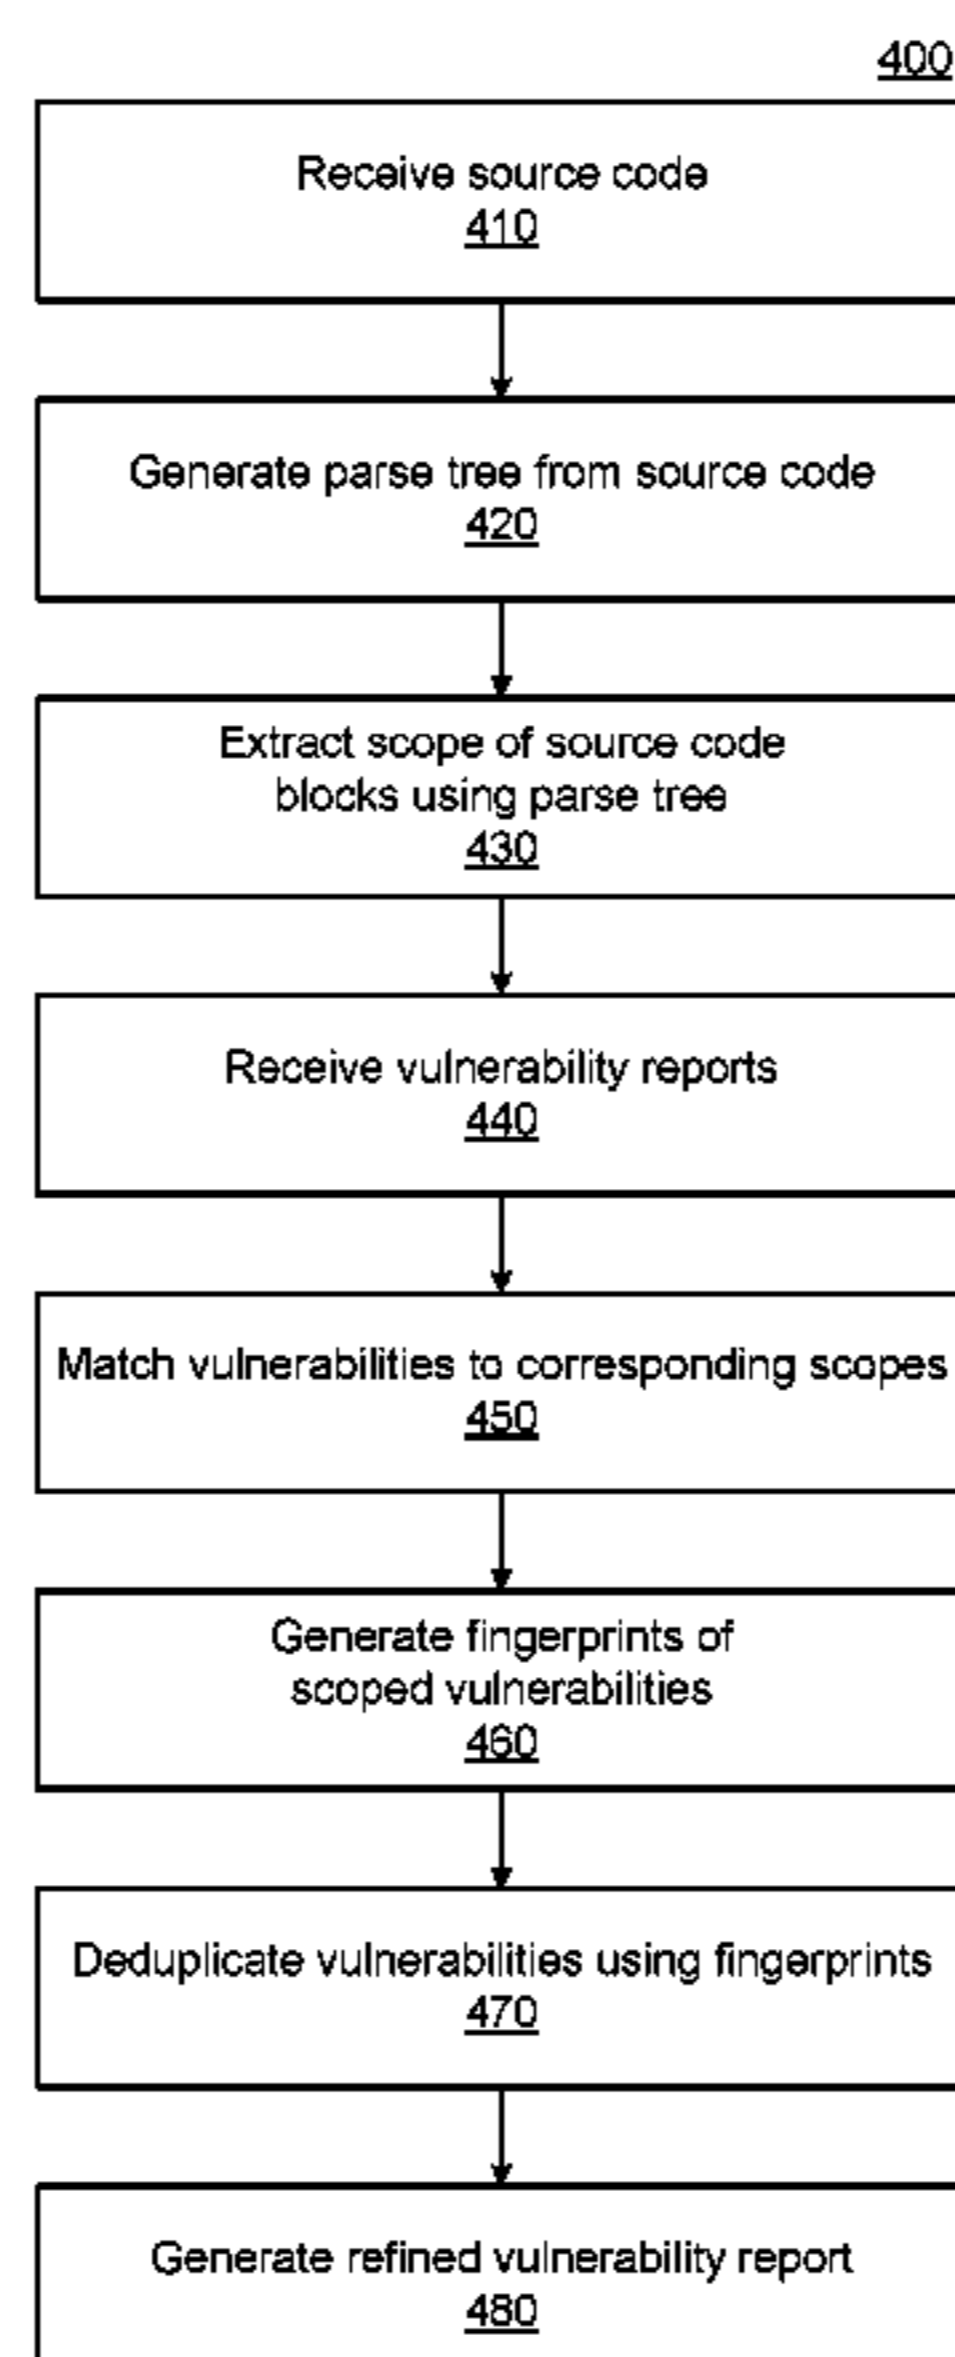 400
Receive source code
410
Generate parse tree from source code
420
Extract scope of source code
blocks using parse tree
430
Receive vulnerability reports
440
Match vulnerabilities to corresponding scopes
450
Generate fingerprints of
scoped vulnerabilities
460
Deduplicate vulnerabilities using fingerprints
470
Generate refined vulnerability report
480